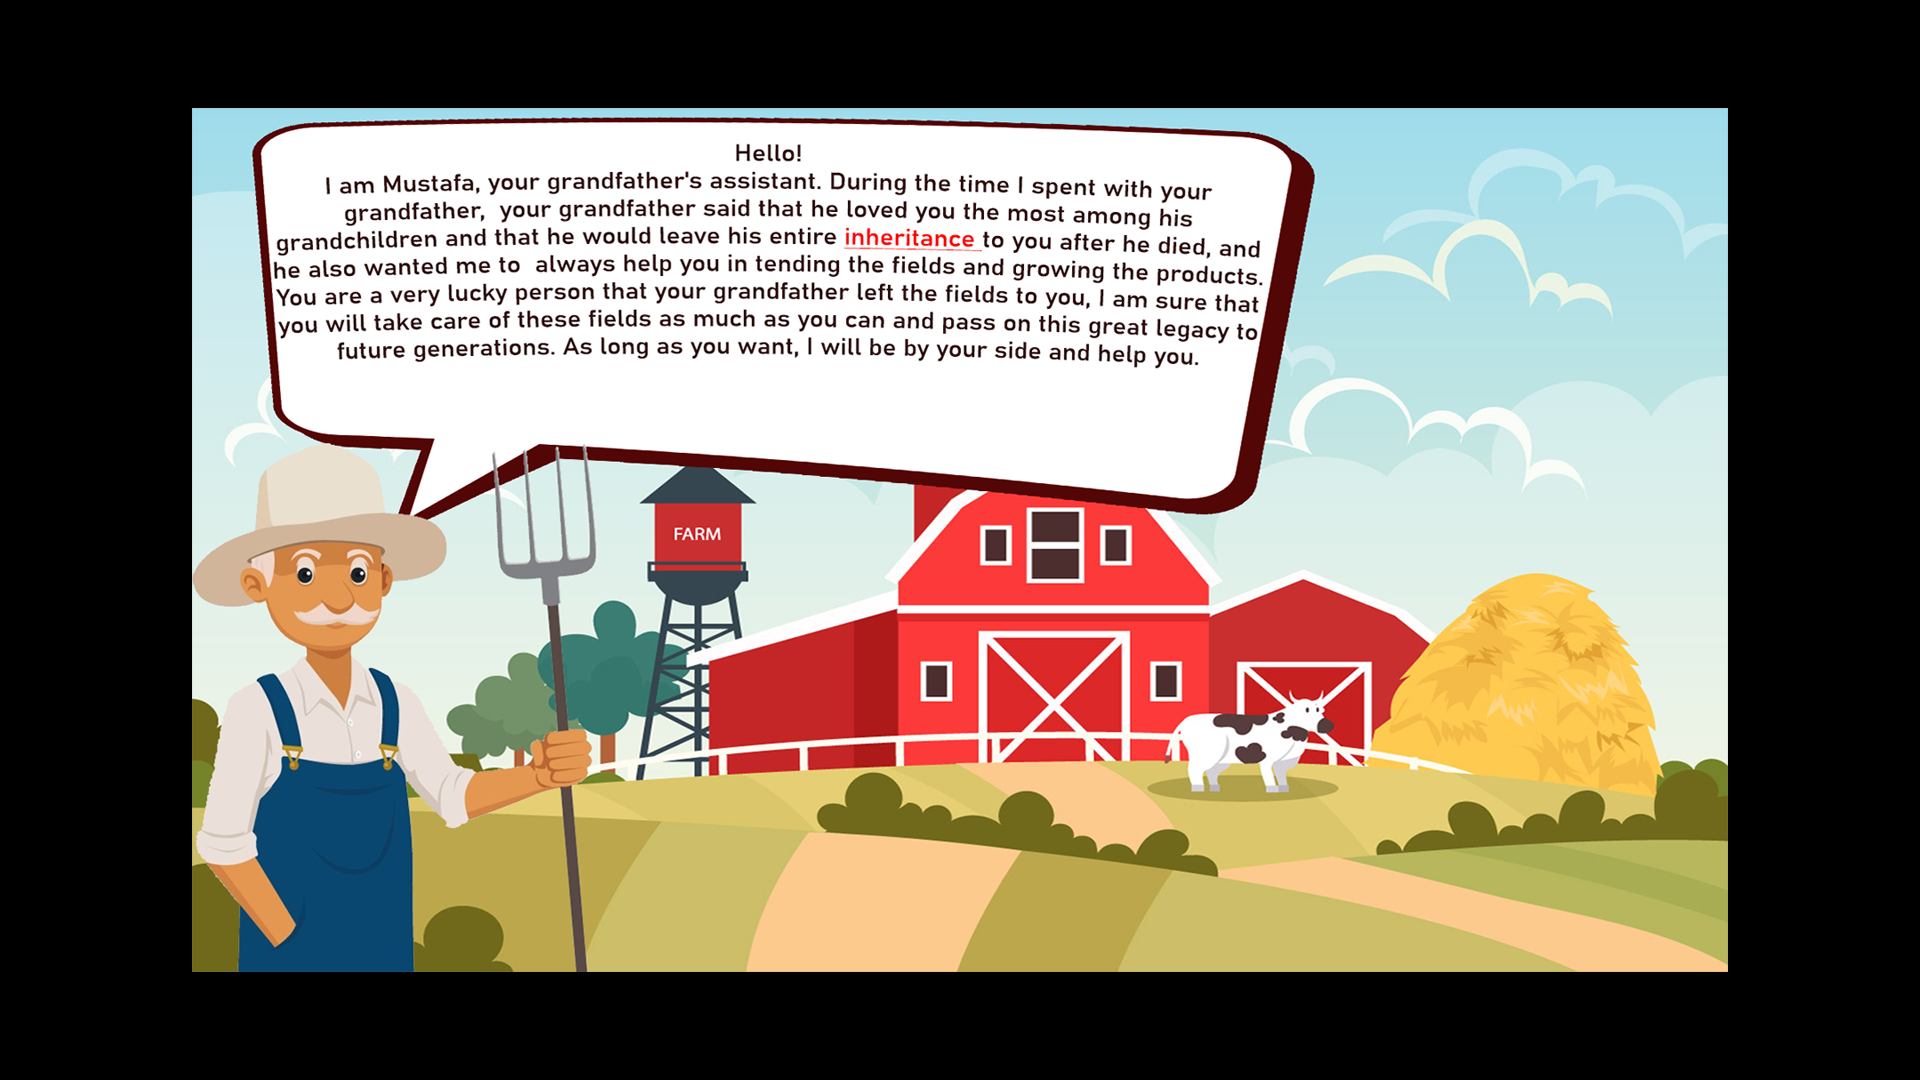 Hello!
I am Mustafa, your grandfather's assistant. During the time I spent with your
grandfather,  your grandfather said that he loved you the most among his
grandchildren and that he would leave his entire inheritance to you after he died, and
he also wanted me to  always help you in tending the fields and growing the products.
You are a very lucky person that your grandfather left the fields to you, I am sure that
you will take care of these fields as much as you can and pass on this great legacy to
future generations. As long as you want, I will be by your side and help you.
FARM